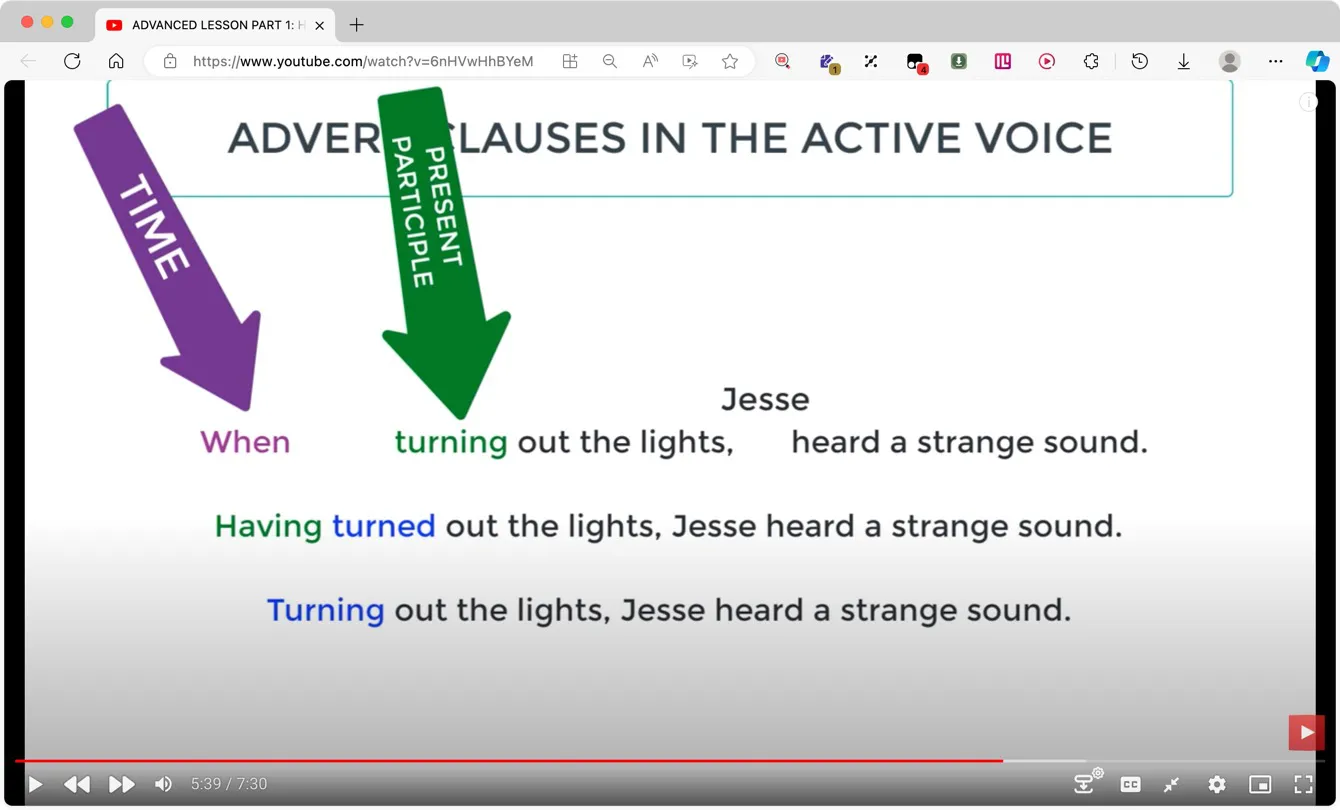 ADVANCED LESSON PART 1: H
https://www.youtube.com/watch?v=6nHVwHhBYeM
1
4
ADVER CLAUSES IN THE ACTIVE VOICE
TIME
PRESENT
PARTICIPLE
Jesse
When turning out the lights, heard a strange sound.
Having turned out the lights, Jesse heard a strange sound.
Turning out the lights, Jesse heard a strange sound.
5:39 / 7:30
CC